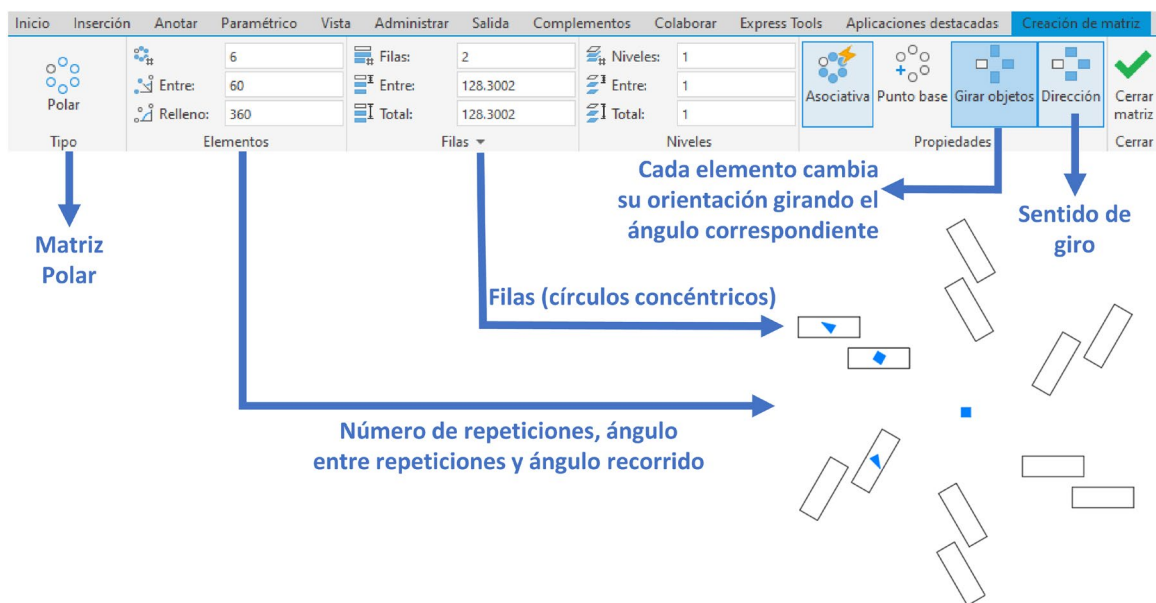 Inicio Inserción Anotar Paramétrico Vista Administrar Salida Complementos Colaborar Express Tools Aplicaciones destacadas Creación de matriz
Polar
6
Entre: 60
Relleno: 360
Filas: 2
Entre: 128.3002
Total: 128.3002
Niveles: 1
Entre: 1
Total: 1
Asociativa Punto base Girar objetos Dirección
Cerrar
matriz
Tipo Elementos Filas Niveles Propiedades Cerrar
Cada elemento cambia
su orientación girando el
ángulo correspondiente
Sentido de
giro
Matriz
Polar
Filas (círculos concéntricos)
Número de repeticiones, ángulo
entre repeticiones y ángulo recorrido